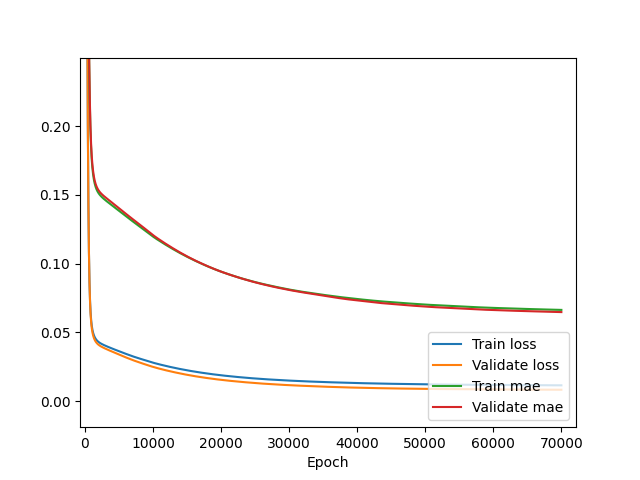 0.20
0.15
0.10
0.05
0.00
Train loss
Validate loss
Train mae
Validate mae
0 10000 20000 30000 40000 50000 60000 70000
Epoch